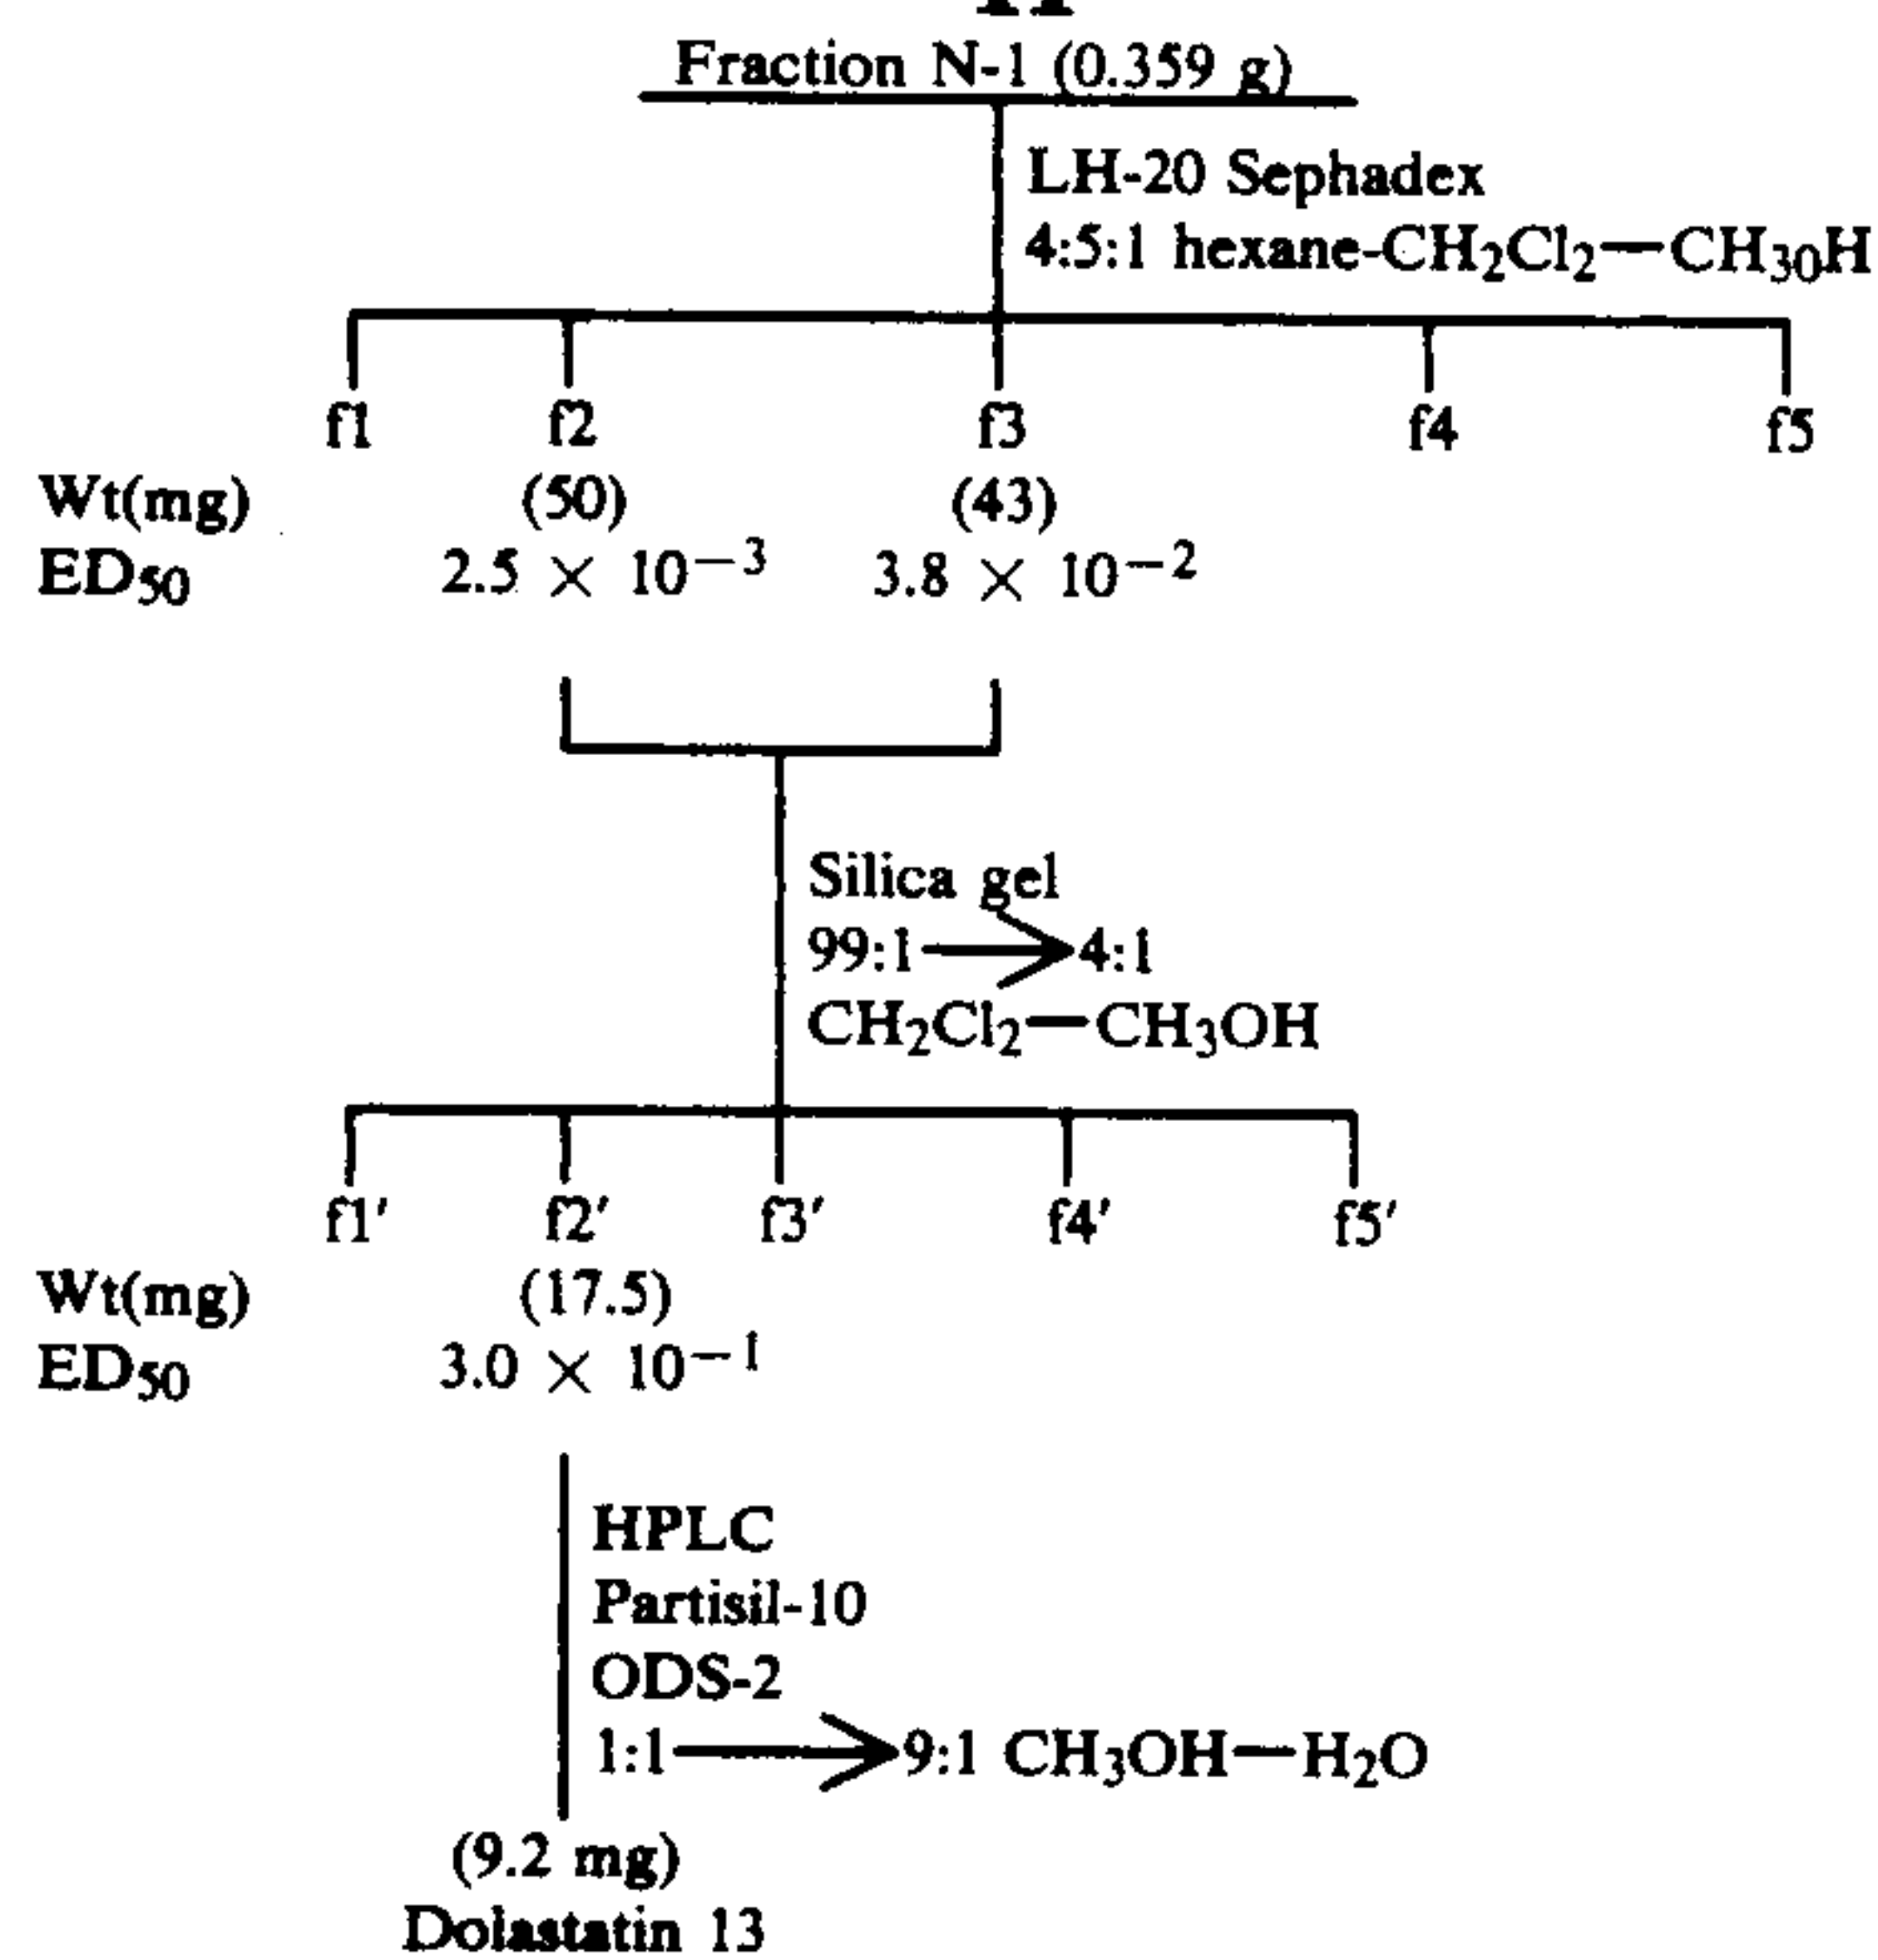 Fraction N-1 (0.359 g)
LH-20 Sephadex
4:5:1 hexane-CH₂Cl₂—CH₃₀H
f1 f2 f3 f4 f5
Wt(mg) (50) (43)
ED₅₀ 2.5 × 10⁻³ 3.8 × 10⁻²
Silica gel
99:1⟶4:1
CH₂Cl₂—CH₃OH
f1′ f2′ f3′ f4′ f5′
Wt(mg) (17.5)
ED₅₀ 3.0 × 10⁻¹
HPLC
Partisil-10
ODS-2
1:1⟶9:1 CH₃OH—H₂O
(9.2 mg)
Dolastatin 13